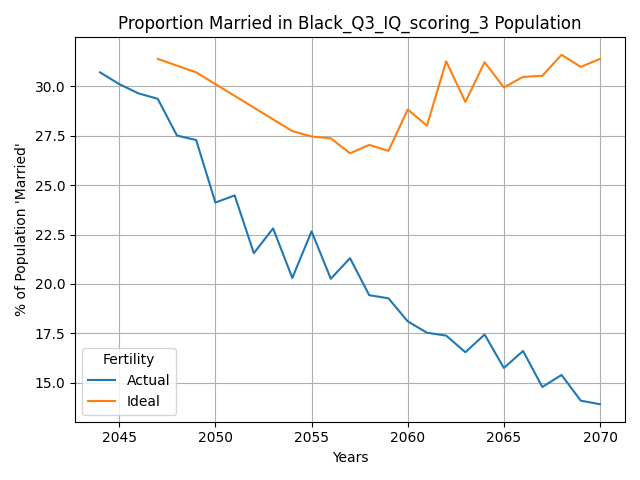 Proportion Married in Black_Q3_IQ_scoring_3 Population
% of Population 'Married'
30.0
27.5
25.0
22.5
20.0
17.5
15.0
Fertility
Actual
Ideal
2045 2050 2055 2060 2065 2070
Years